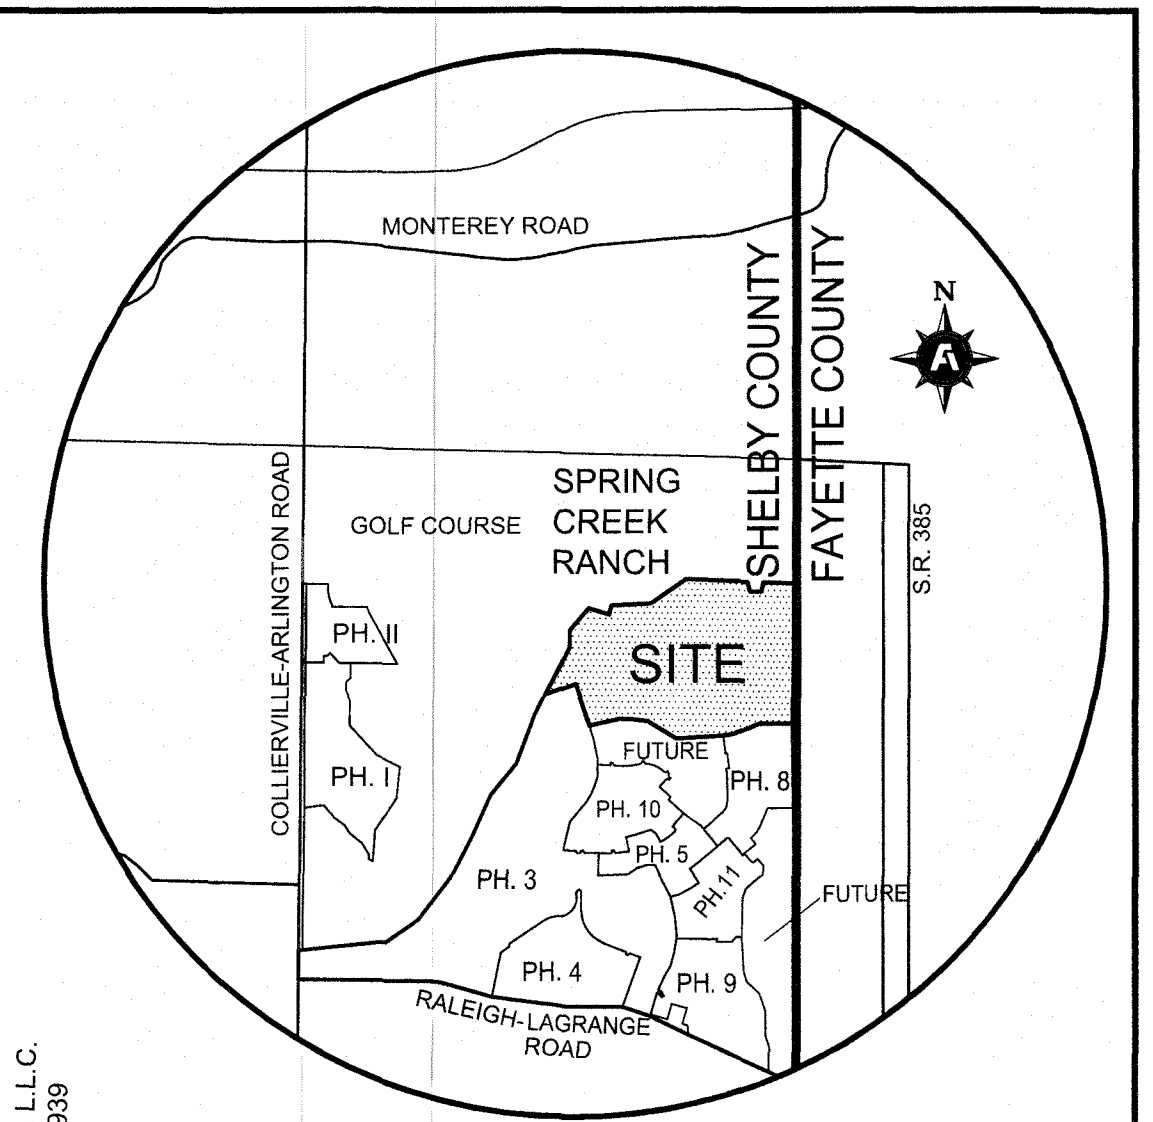 MONTEREY ROAD
SHELBY COUNTY
FAYETTE COUNTY
N
A
COLLIERVILLE-ARLINGTON ROAD
GOLF COURSE
SPRING
CREEK
RANCH
S.R. 385
PH. II
SITE
PH. I
FUTURE
PH. 8
PH. 10
PH. 5
PH. 3
PH. 11
FUTURE
PH. 4
PH. 9
RALEIGH-LAGRANGE
ROAD
L.L.C.
939